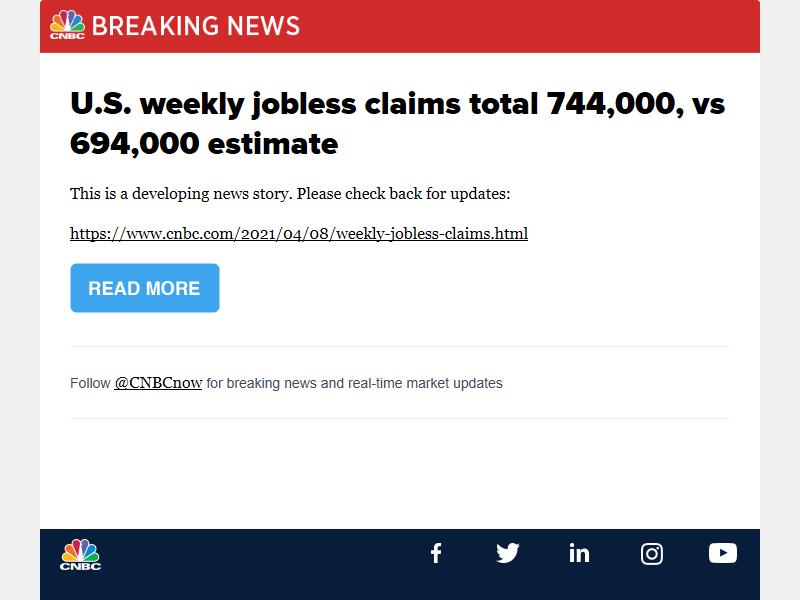 CNBC BREAKING NEWS
U.S. weekly jobless claims total 744,000, vs
694,000 estimate
This is a developing news story. Please check back for updates:
https://www.cnbc.com/2021/04/08/weekly-jobless-claims.html
READ MORE
Follow @CNBCnow for breaking news and real-time market updates
CNBC